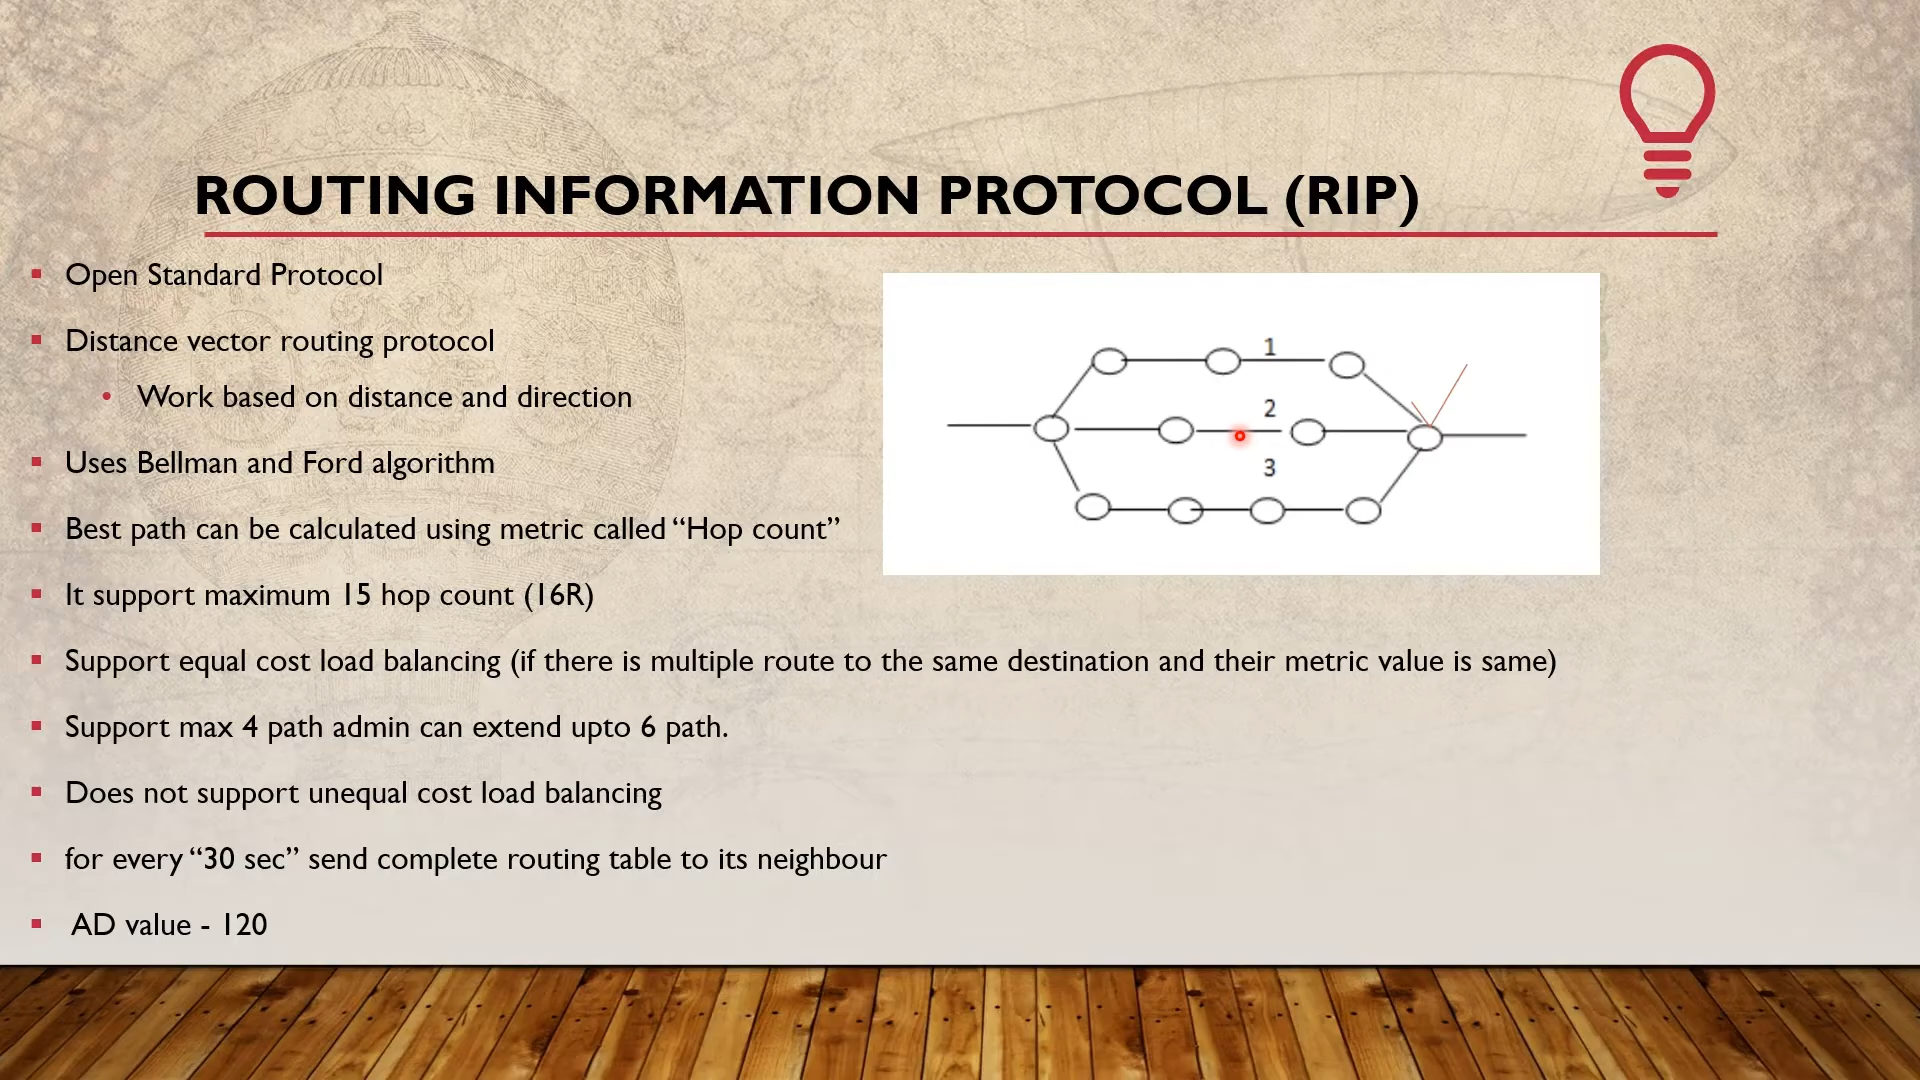 ROUTING INFORMATION PROTOCOL (RIP)
Open Standard Protocol
Distance vector routing protocol
Work based on distance and direction
Uses Bellman and Ford algorithm
Best path can be calculated using metric called “Hop count”
It support maximum 15 hop count (16R)
Support equal cost load balancing (if there is multiple route to the same destination and their metric value is same)
Support max 4 path admin can extend upto 6 path.
Does not support unequal cost load balancing
for every “30 sec” send complete routing table to its neighbour
AD value - 120
1
2
3